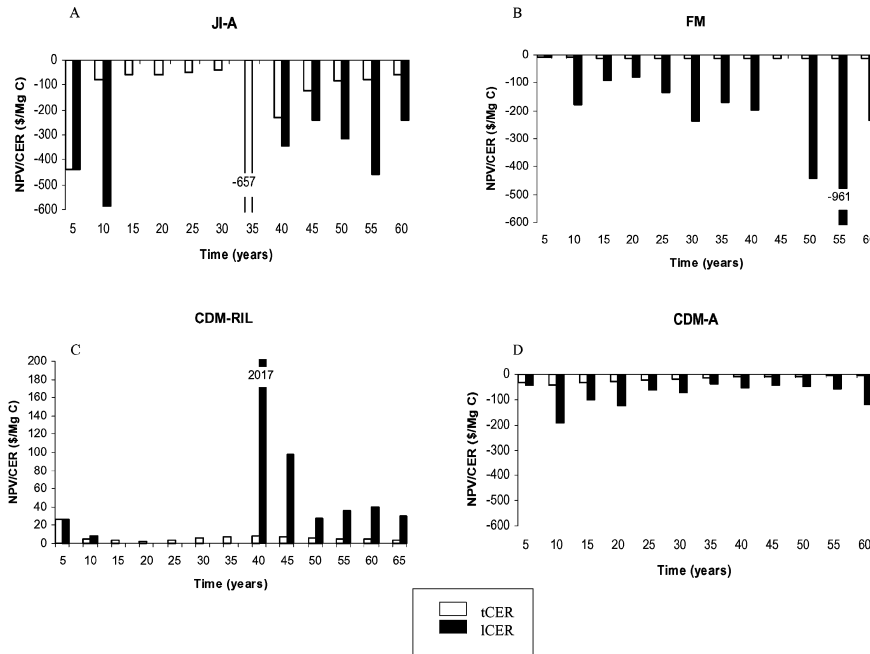 A
JI-A
NPV/CER ($/Mg C)
0
-100
-200
-300
-400
-500
-600
-657
5 10 15 20 25 30 35 40 45 50 55 60
Time (years)
B
FM
NPV/CER ($/Mg C)
0
-100
-200
-300
-400
-500
-600
-961
5 10 15 20 25 30 35 40 45 50 55 60
Time (years)
CDM-RIL
C
NPV/CER ($/Mg C)
200
180
160
140
120
100
80
60
40
20
0
2017
5 10 15 20 25 30 35 40 45 50 55 60 65
Time (years)
CDM-A
D
NPV/CER ($/Mg C)
0
-100
-200
-300
-400
-500
-600
5 10 15 20 25 30 35 40 45 50 55 60
Time (years)
tCER
lCER